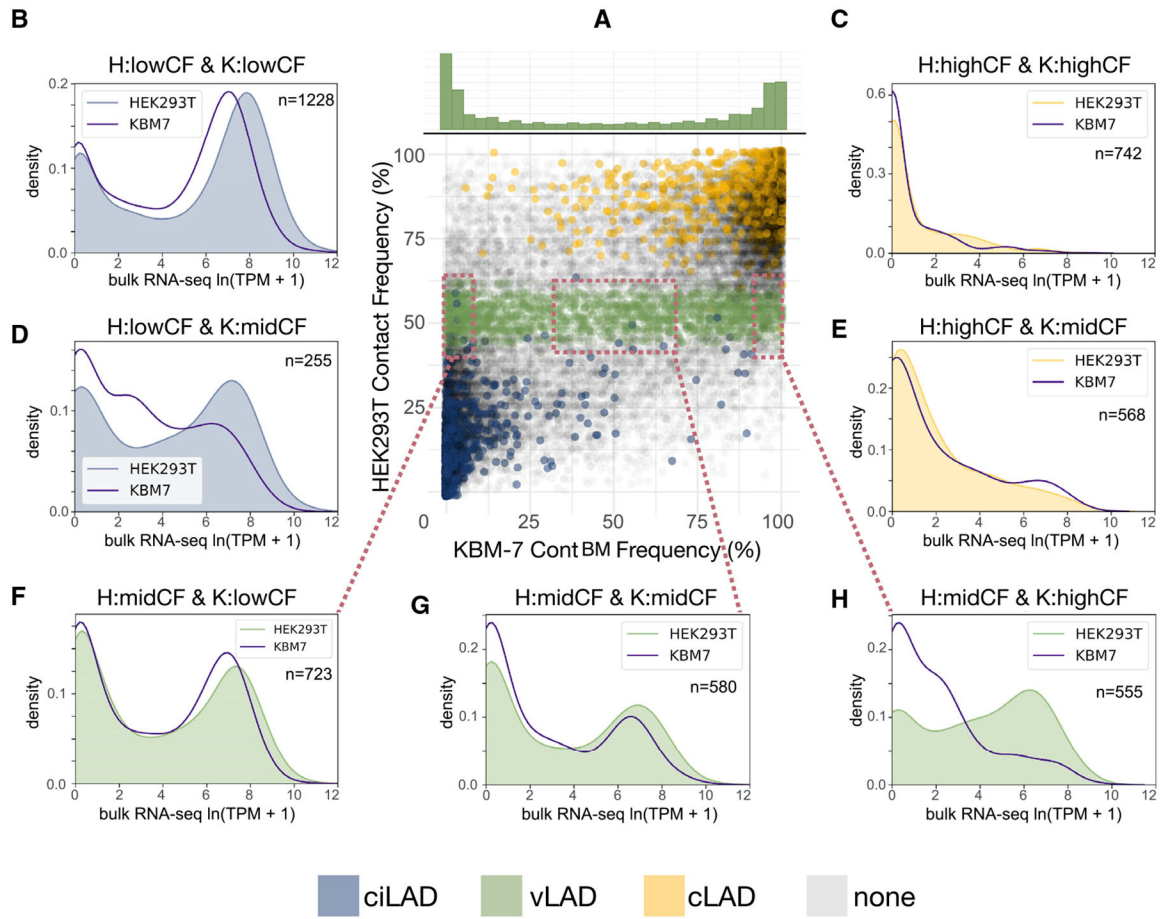 B
A
C
H:lowCF & K:lowCF
0.2
0.1
0.0
density
HEK293T
KBM7
n=1228
0 2 4 6 8 10 12
bulk RNA-seq ln(TPM + 1)
100
75
50
25
HEK293T Contact Frequency (%)
0 25 50 75 100
KBM-7 Cont BM Frequency (%)
H:highCF & K:highCF
0.6
0.3
0.0
density
HEK293T
KBM7
n=742
0 2 4 6 8 10 12
bulk RNA-seq ln(TPM + 1)
D
H:lowCF & K:midCF
0.1
0.0
density
n=255
HEK293T
KBM7
0 2 4 6 8 10 12
bulk RNA-seq ln(TPM + 1)
E
H:highCF & K:midCF
0.2
0.1
0.0
density
HEK293T
KBM7
n=568
0 2 4 6 8 10 12
bulk RNA-seq ln(TPM + 1)
F
H:midCF & K:lowCF
0.1
0.0
density
HEK293T
KBM7
n=723
0 2 4 6 8 10 12
bulk RNA-seq ln(TPM + 1)
G
H:midCF & K:midCF
0.2
0.1
0.0
density
HEK293T
KBM7
n=580
0 2 4 6 8 10 12
bulk RNA-seq ln(TPM + 1)
H
H:midCF & K:highCF
0.2
0.1
0.0
density
HEK293T
KBM7
n=555
0 2 4 6 8 10 12
bulk RNA-seq ln(TPM + 1)
ciLAD vLAD cLAD none